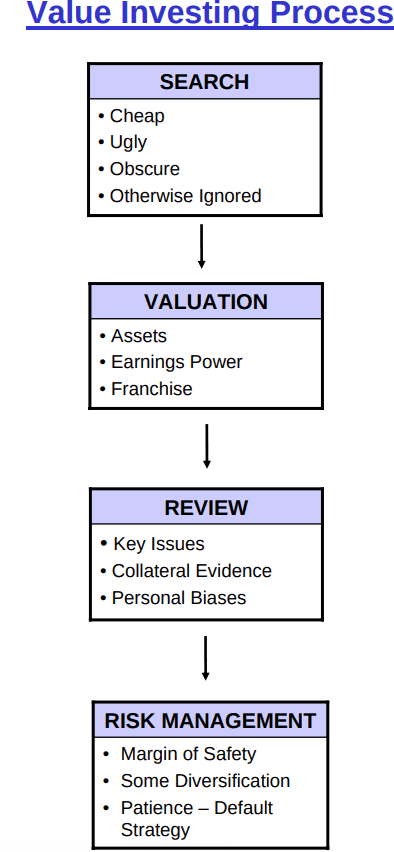 Value Investing Process
SEARCH
• Cheap
• Ugly
• Obscure
• Otherwise Ignored
VALUATION
• Assets
• Earnings Power
• Franchise
REVIEW
• Key Issues
• Collateral Evidence
• Personal Biases
RISK MANAGEMENT
• Margin of Safety
• Some Diversification
• Patience – Default
Strategy